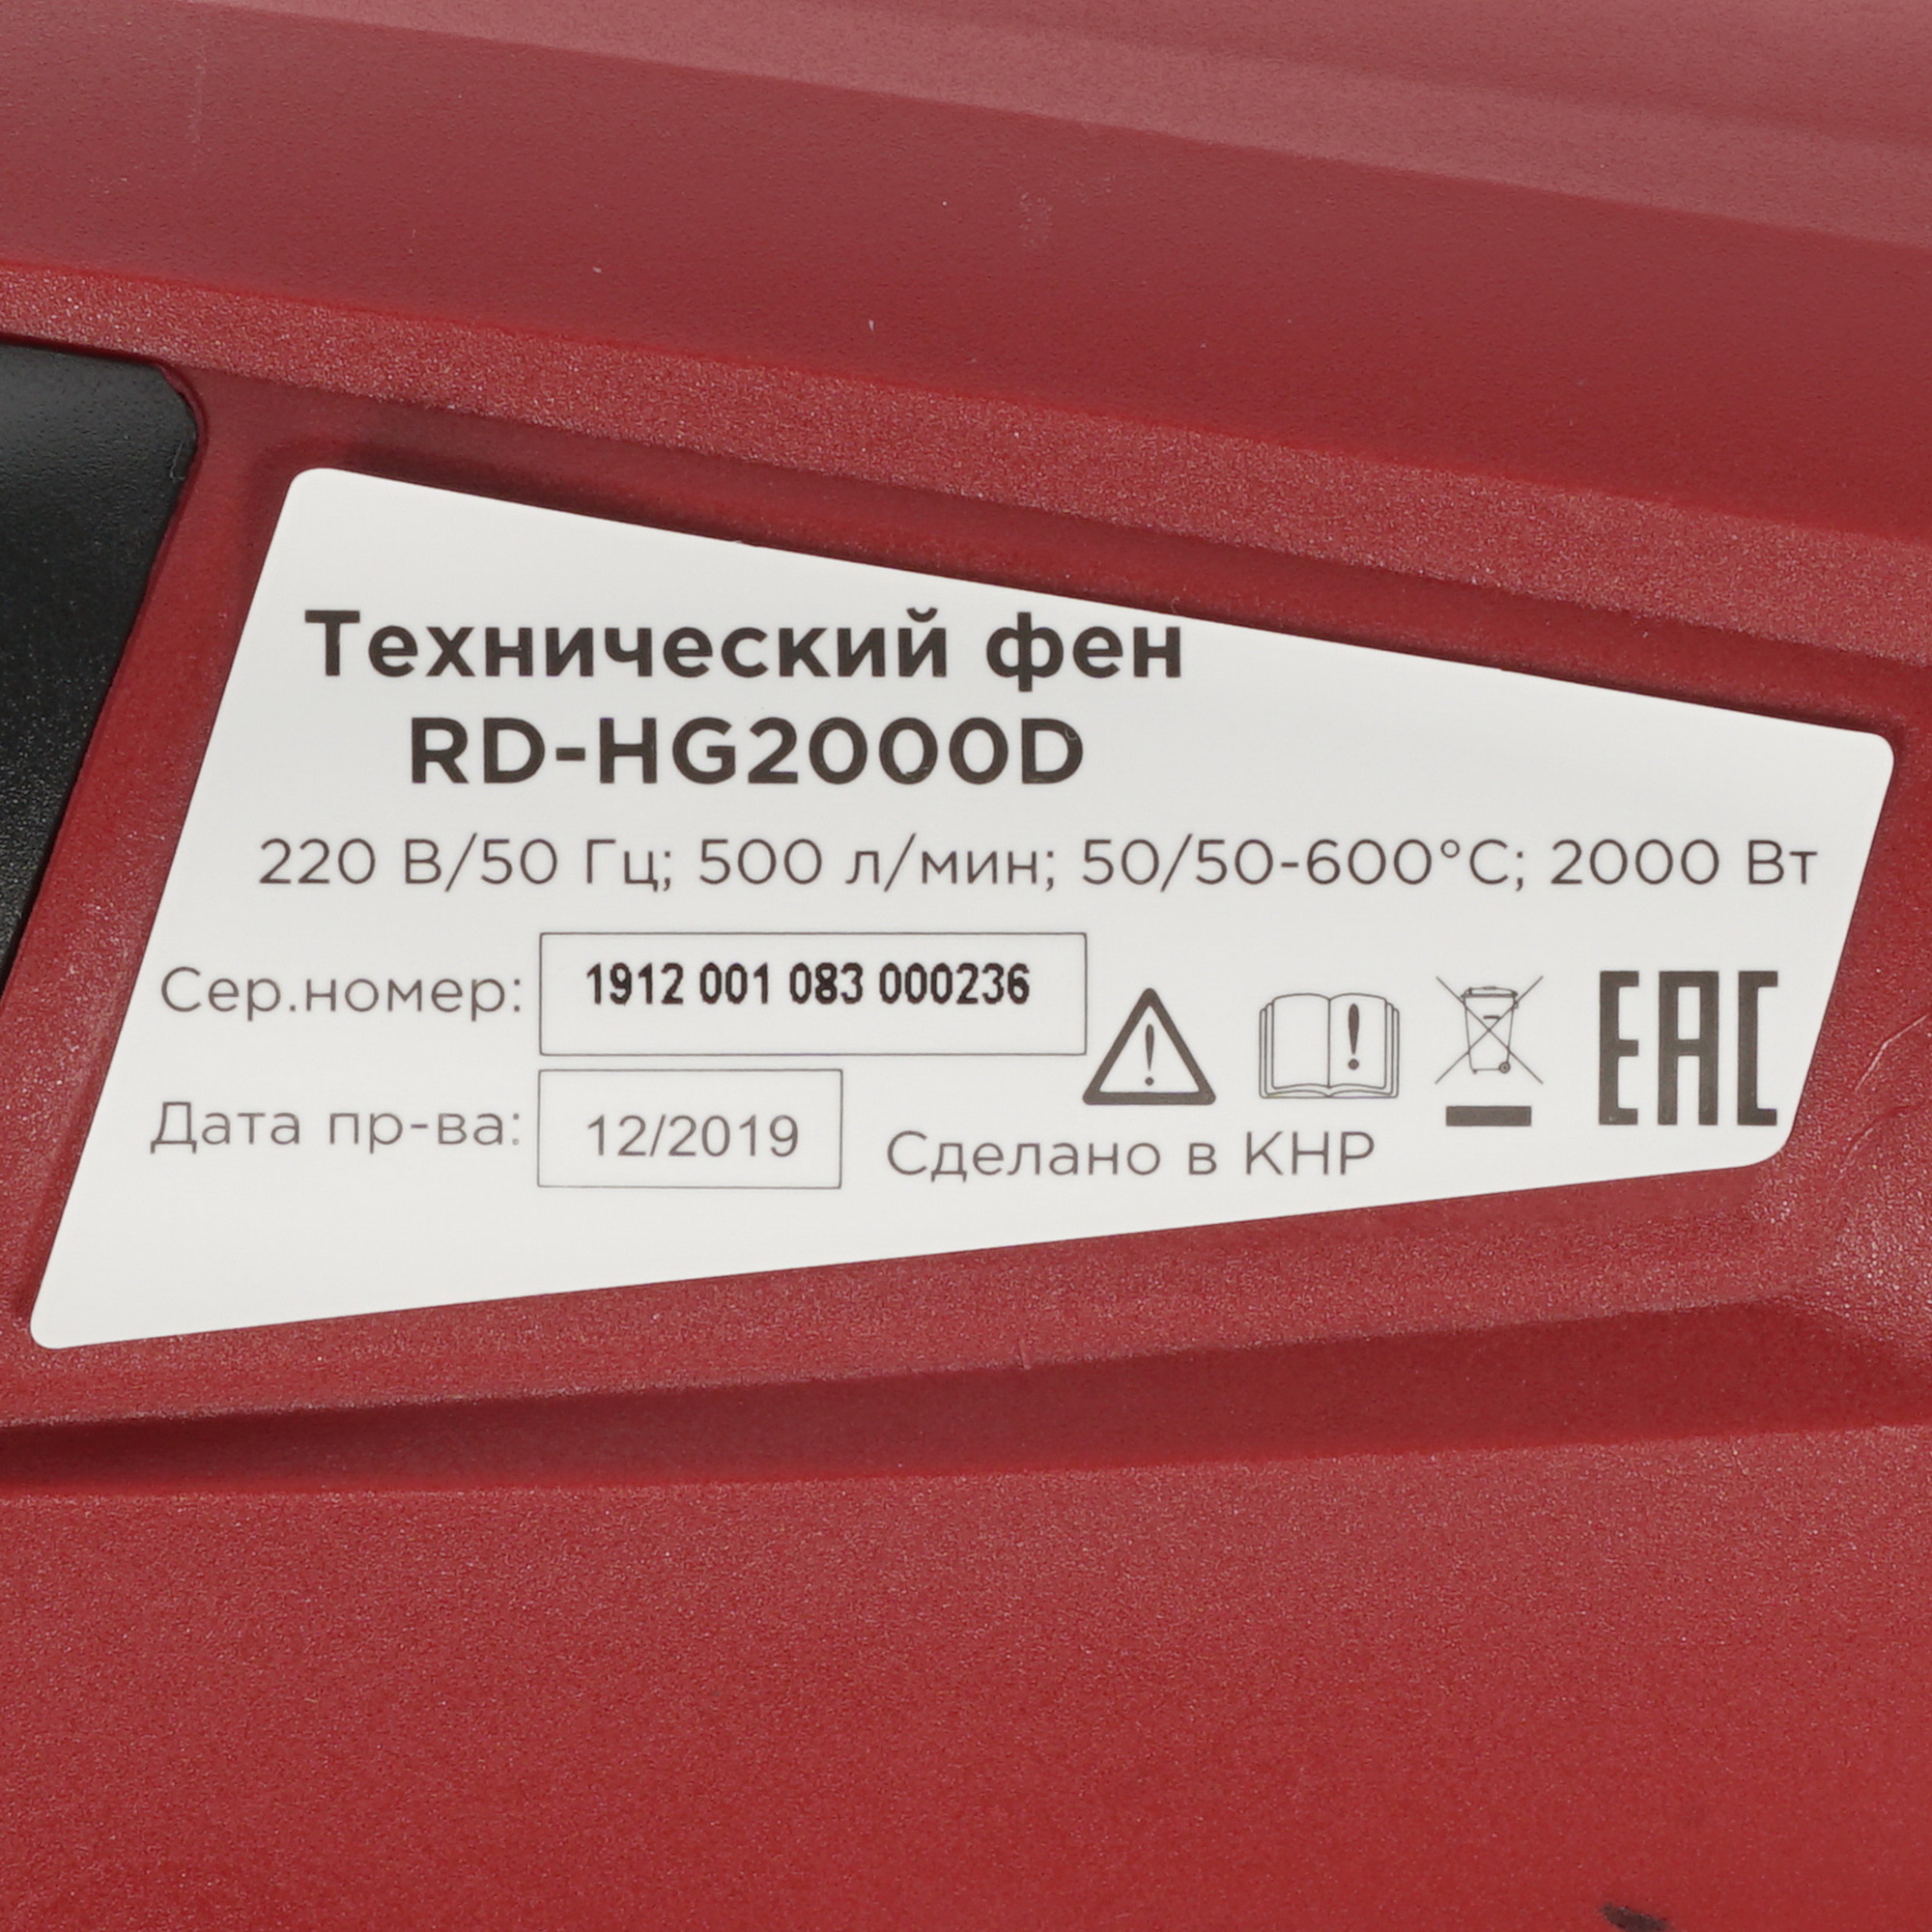 Технический фен
RD-HG2000D
220 В/50 Гц; 500 л/мин; 50/50-600°C; 2000 Вт
Сер.номер: 1912 001 083 000236
Дата пр-ва: 12/2019
Сделано в КНР
EAC